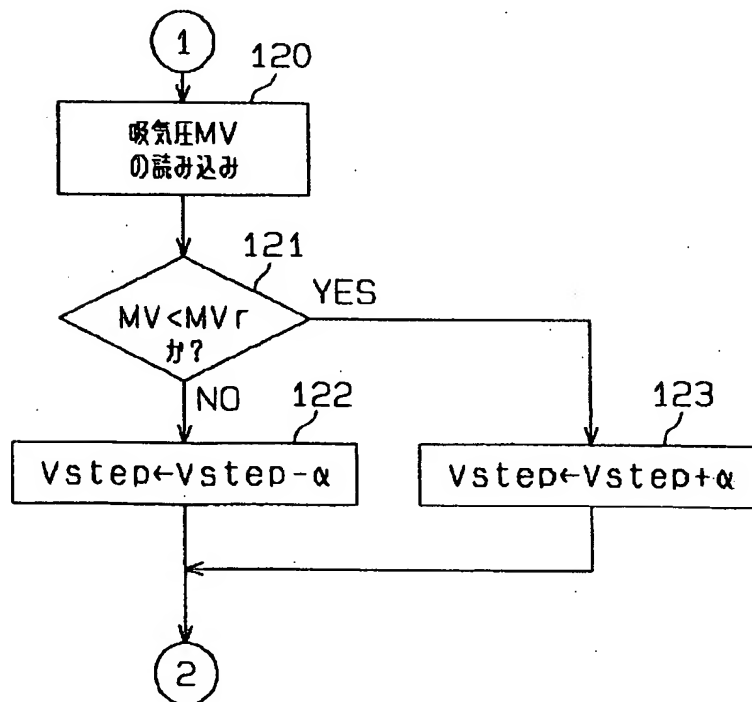 1
120
吸気圧MV
の読み込み
121
MV<MVr
か?
YES
NO
122
Vstep←Vstep-α
123
Vstep←Vstep+α
2